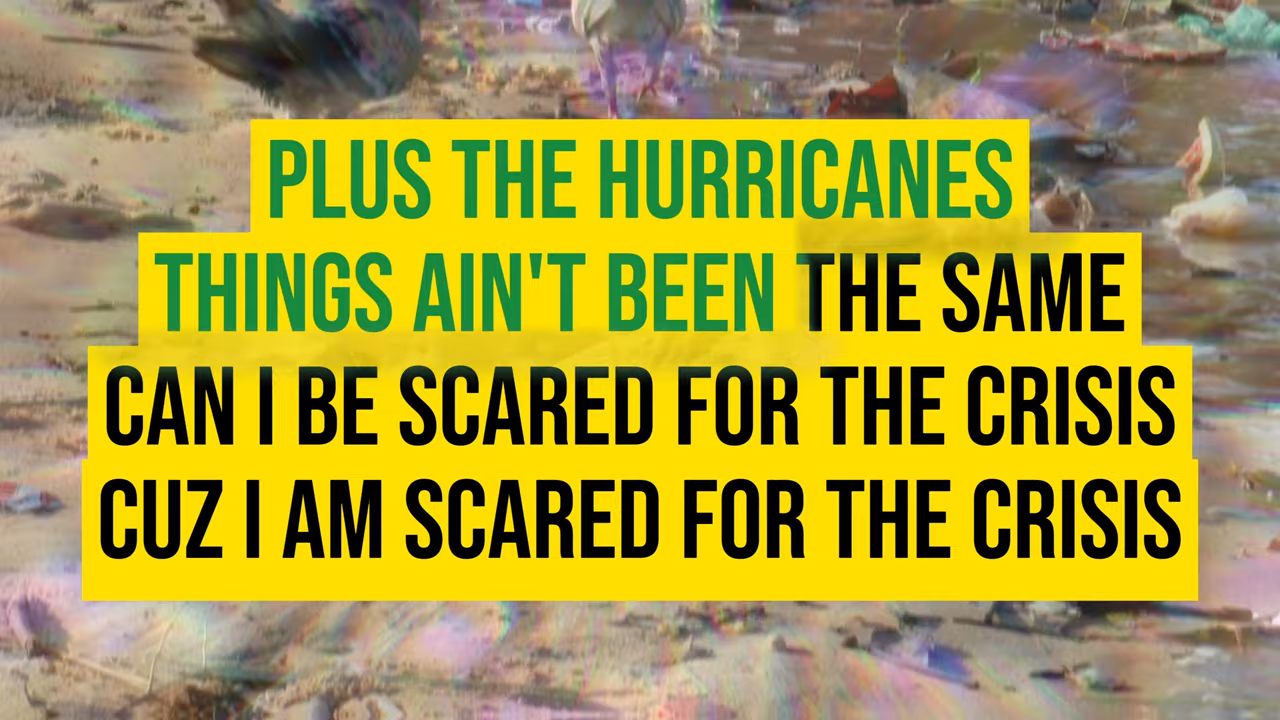 PLUS THE HURRICANES
THINGS AIN'T BEEN THE SAME
CAN I BE SCARED FOR THE CRISIS
CUZ I AM SCARED FOR THE CRISIS